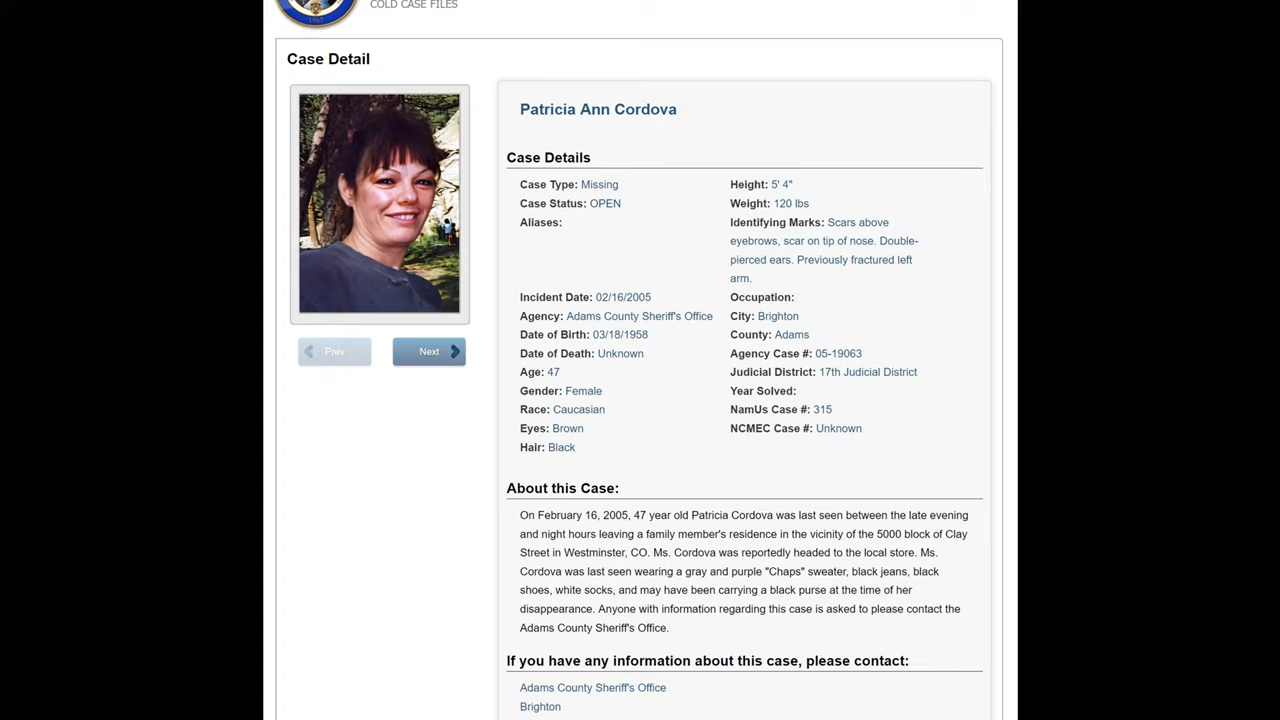 COLD CASE FILES
1767
Case Detail
Patricia Ann Cordova
Case Details
Case Type: Missing
Case Status: OPEN
Aliases:
Incident Date: 02/16/2005
Agency: Adams County Sheriff's Office
Date of Birth: 03/18/1958
Date of Death: Unknown
Age: 47
Gender: Female
Race: Caucasian
Eyes: Brown
Hair: Black
Height: 5' 4"
Weight: 120 lbs
Identifying Marks: Scars above
eyebrows, scar on tip of nose. Double-
pierced ears. Previously fractured left
arm.
Occupation:
City: Brighton
County: Adams
Agency Case #: 05-19063
Judicial District: 17th Judicial District
Year Solved:
NamUs Case #: 315
NCMEC Case #: Unknown
Prev
Next
About this Case:
On February 16, 2005, 47 year old Patricia Cordova was last seen between the late evening
and night hours leaving a family member's residence in the vicinity of the 5000 block of Clay
Street in Westminster, CO. Ms. Cordova was reportedly headed to the local store. Ms.
Cordova was last seen wearing a gray and purple "Chaps" sweater, black jeans, black
shoes, white socks, and may have been carrying a black purse at the time of her
disappearance. Anyone with information regarding this case is asked to please contact the
Adams County Sheriff's Office.
If you have any information about this case, please contact:
Adams County Sheriff's Office
Brighton